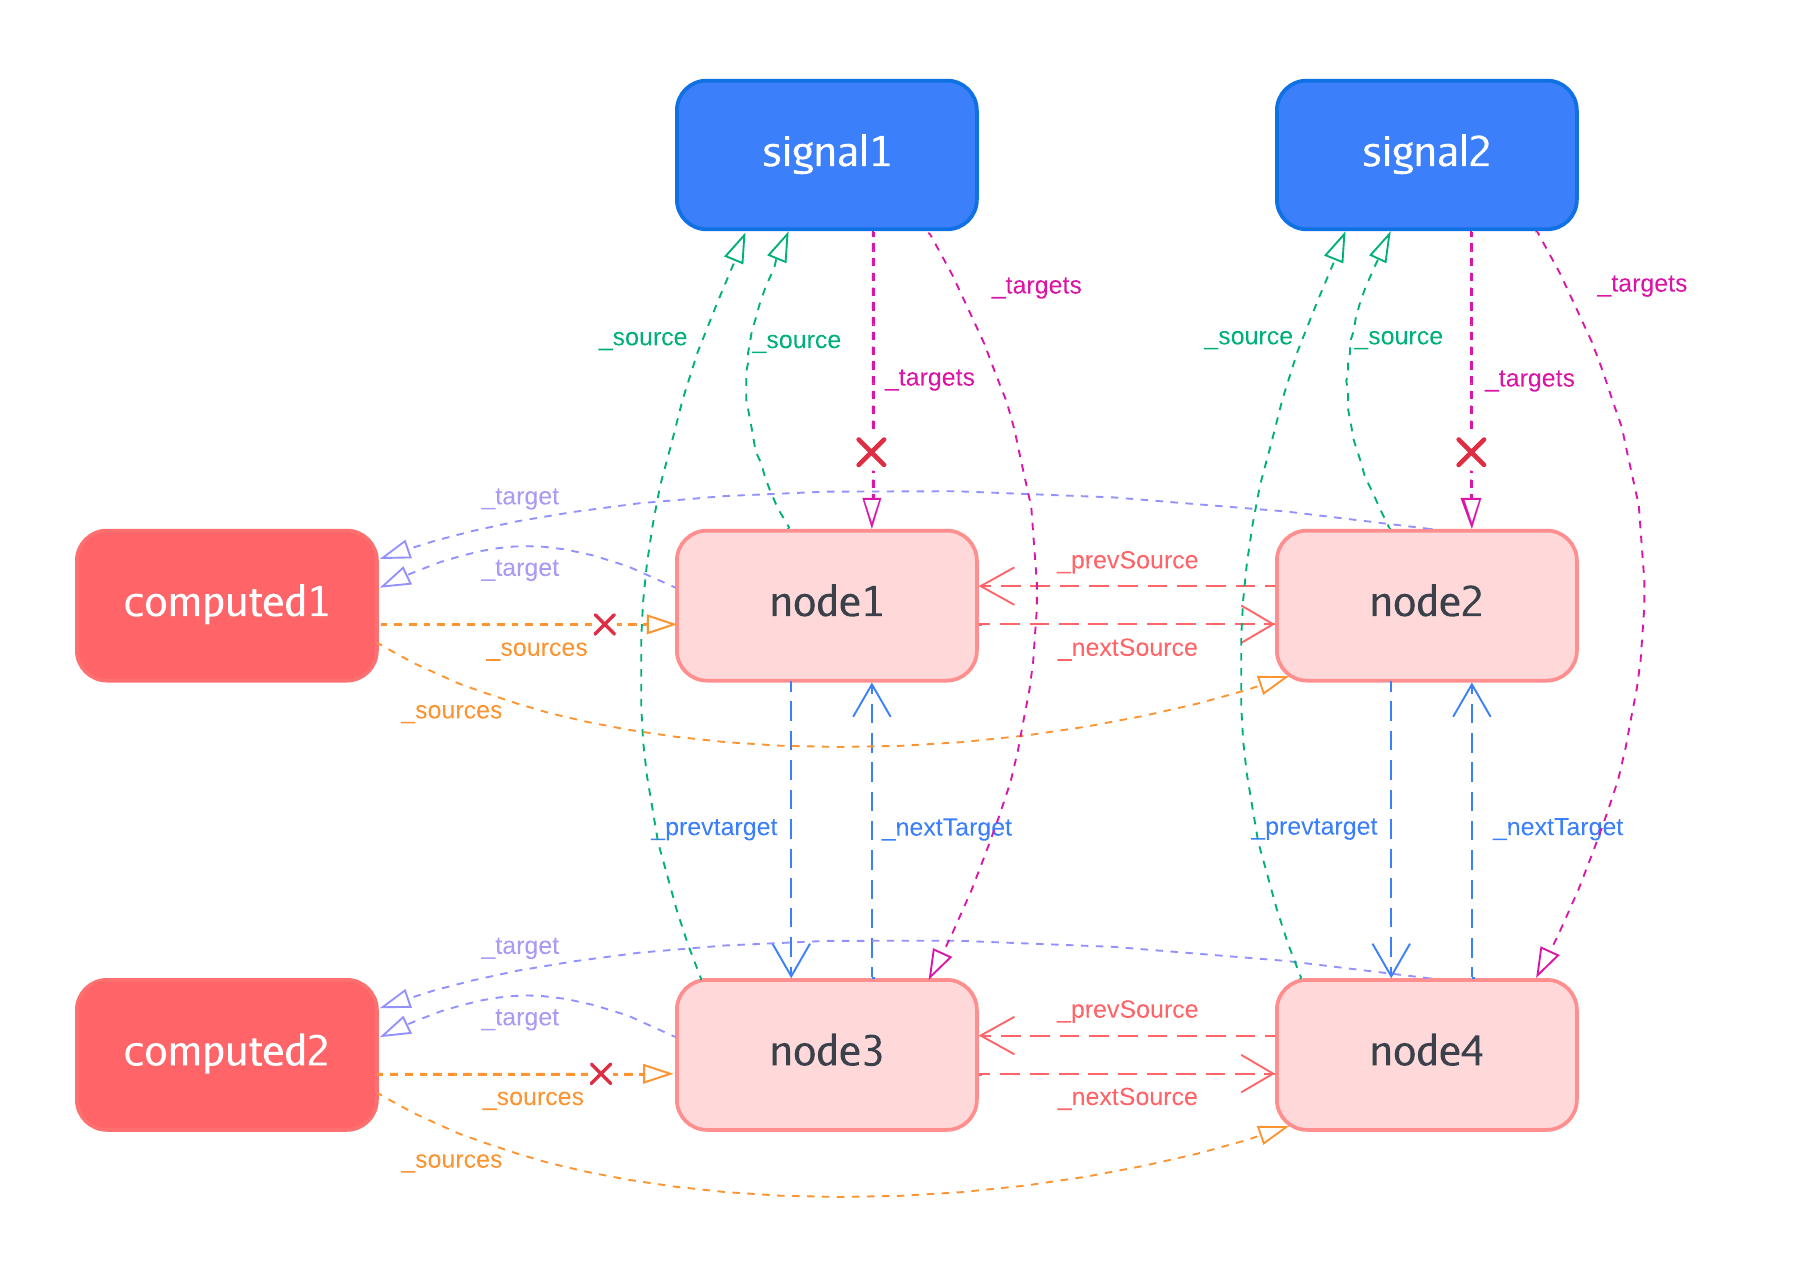 signal1
signal2
_targets
_targets
_source
_source
_source
_source
_targets
_targets
_target
_target
computed1
node1
node2
_prevSource
_nextSource
_sources
_sources
_prevtarget
_nextTarget
_prevtarget
_nextTarget
_target
_target
computed2
node3
node4
_prevSource
_nextSource
_sources
_sources